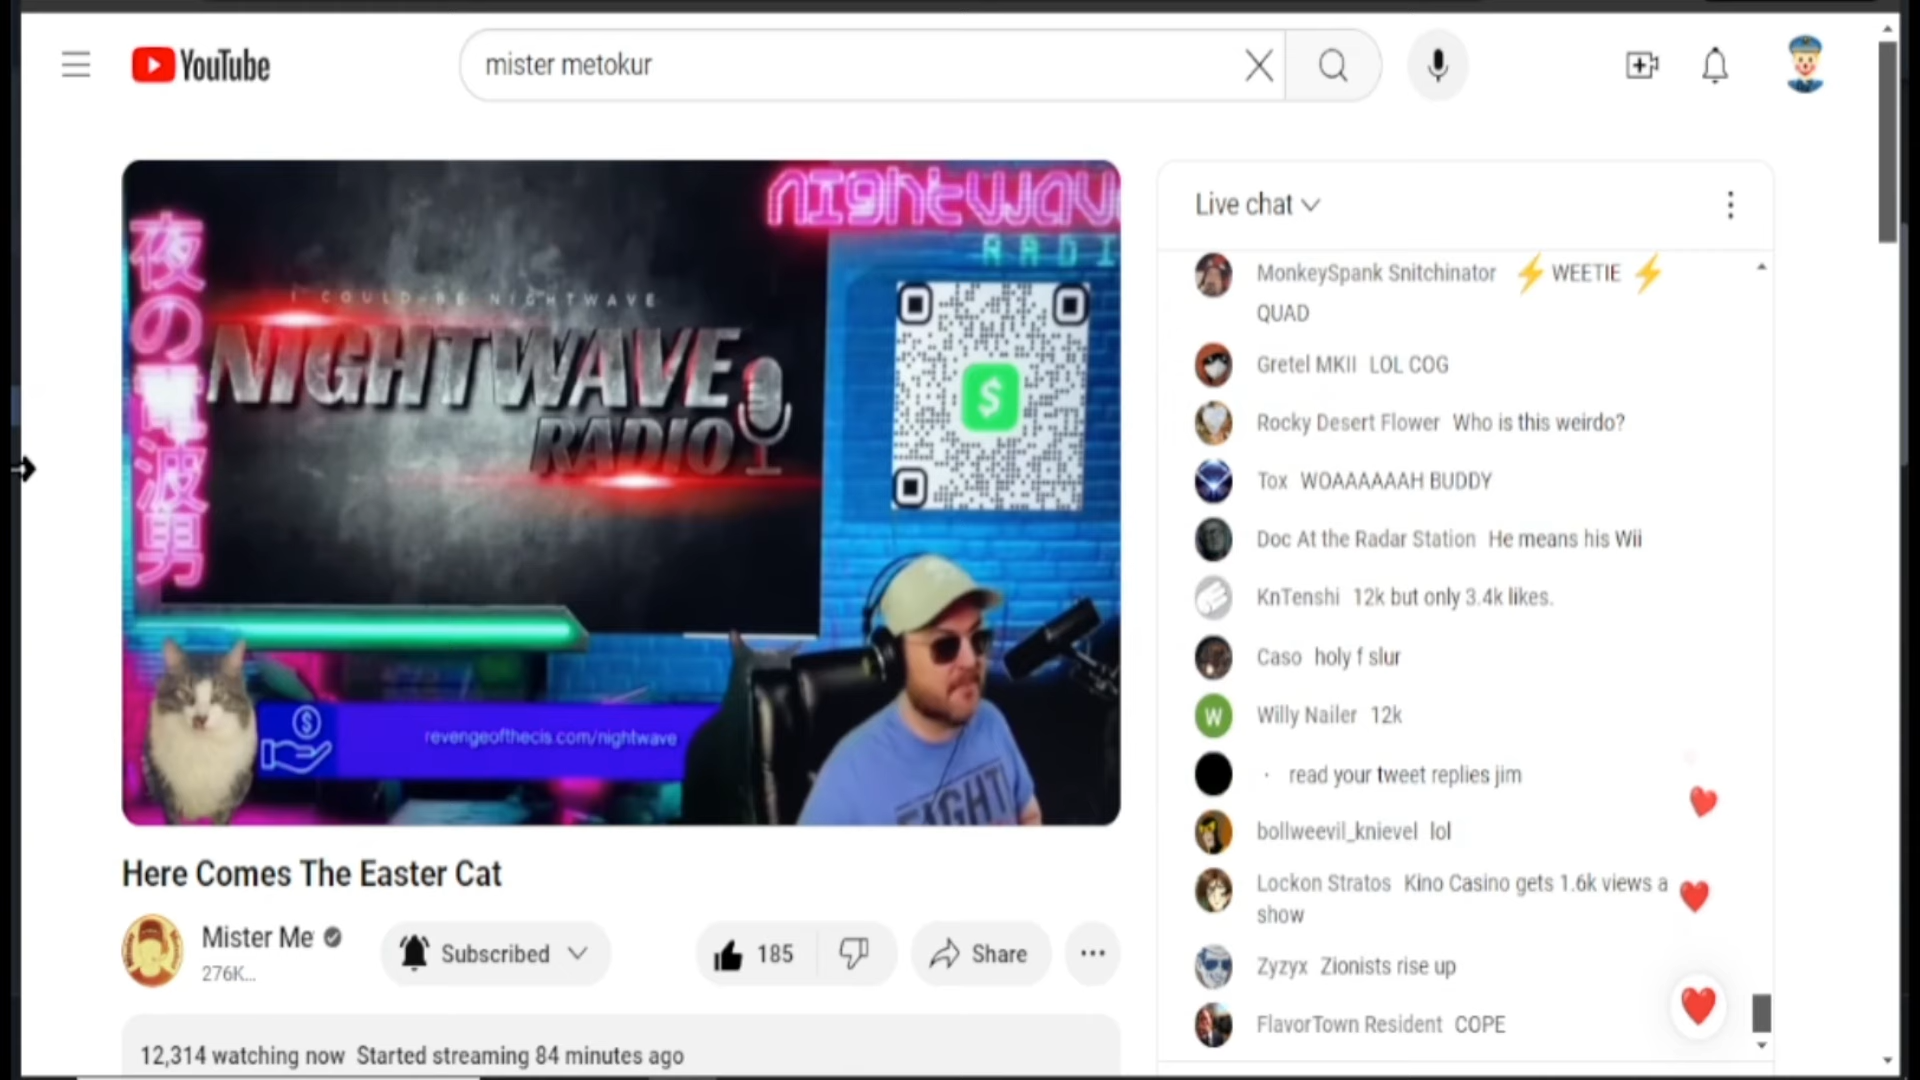 YouTube
mister metokur
夜の電波男
I COULD BE NIGHTWAVE
NIGHTWAVE
RADIO
nightwav
RADI
$
$
revengeofthecis.com/nightwave
Here Comes The Easter Cat
Mister Me
276K...
Subscribed
185
Share
...
12,314 watching now Started streaming 84 minutes ago
Live chat
MonkeySpank Snitchinator ⚡ WEETIE ⚡
QUAD
Gretel MKII LOL COG
Rocky Desert Flower Who is this weirdo?
Tox WOAAAAAAH BUDDY
Doc At the Radar Station He means his Wii
KnTenshi 12k but only 3.4k likes.
Caso holy f slur
W
Willy Nailer 12k
· read your tweet replies jim
bollweevil_knievel lol
Lockon Stratos Kino Casino gets 1.6k views a
show
Zyzyx Zionists rise up
FlavorTown Resident COPE